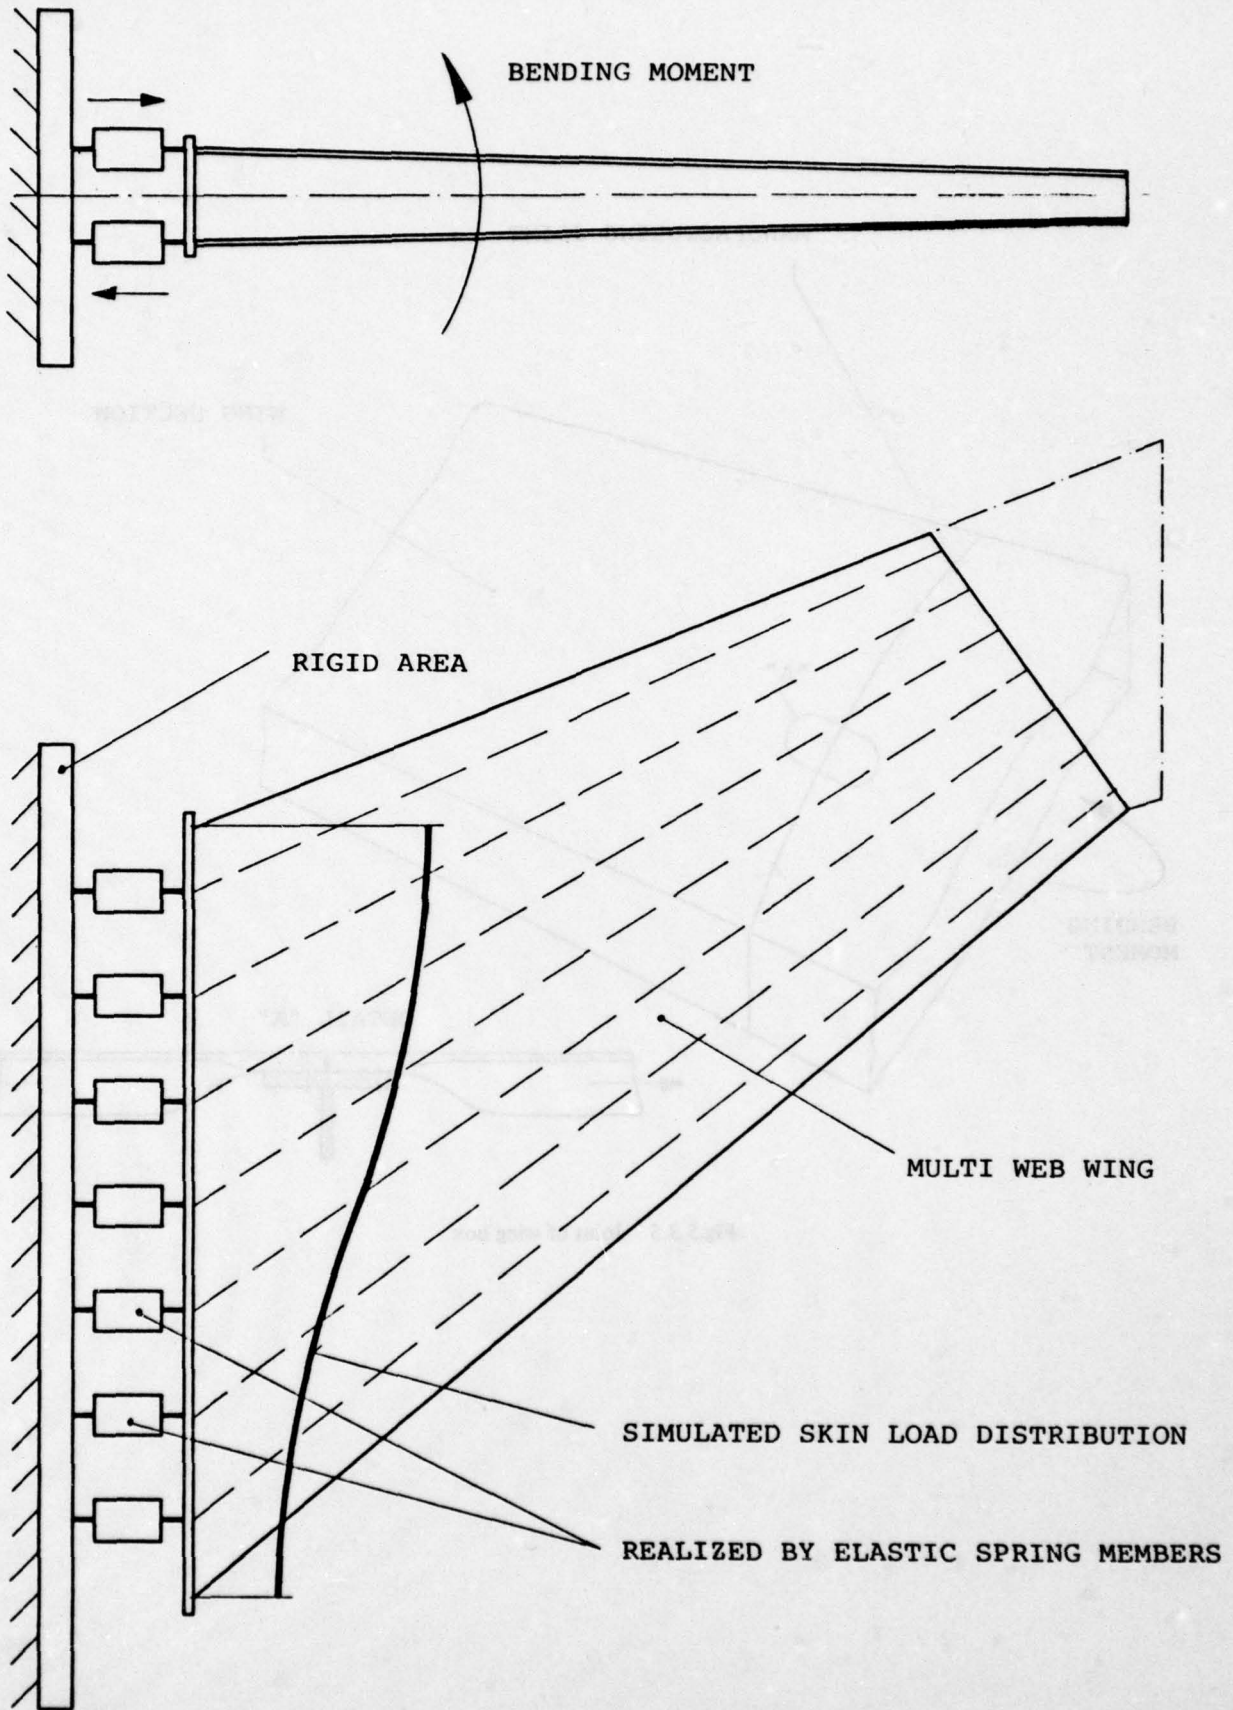 BENDING MOMENT
RIGID AREA
MULTI WEB WING
SIMULATED SKIN LOAD DISTRIBUTION
REALIZED BY ELASTIC SPRING MEMBERS